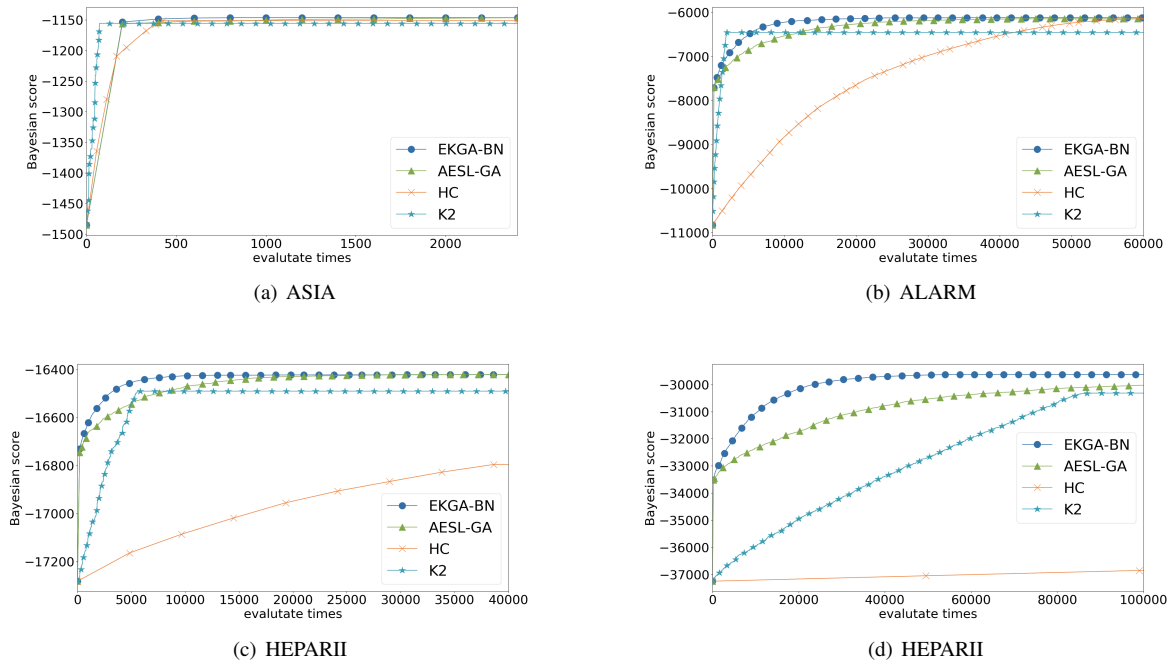 −1150
−1200
−1250
−1300
−1350
−1400
−1450
−1500
Bayesian score
0 500 1000 1500 2000
evalutate times
EKGA-BN
AESL-GA
HC
K2
(a) ASIA
−6000
−7000
−8000
−9000
−10000
−11000
Bayesian score
0 10000 20000 30000 40000 50000 60000
evalutate times
EKGA-BN
AESL-GA
HC
K2
(b) ALARM
−16400
−16600
−16800
−17000
−17200
Bayesian score
0 5000 10000 15000 20000 25000 30000 35000 40000
evalutate times
EKGA-BN
AESL-GA
HC
K2
(c) HEPARII
−30000
−31000
−32000
−33000
−34000
−35000
−36000
−37000
Bayesian score
0 20000 40000 60000 80000 100000
evalutate times
EKGA-BN
AESL-GA
HC
K2
(d) HEPARII